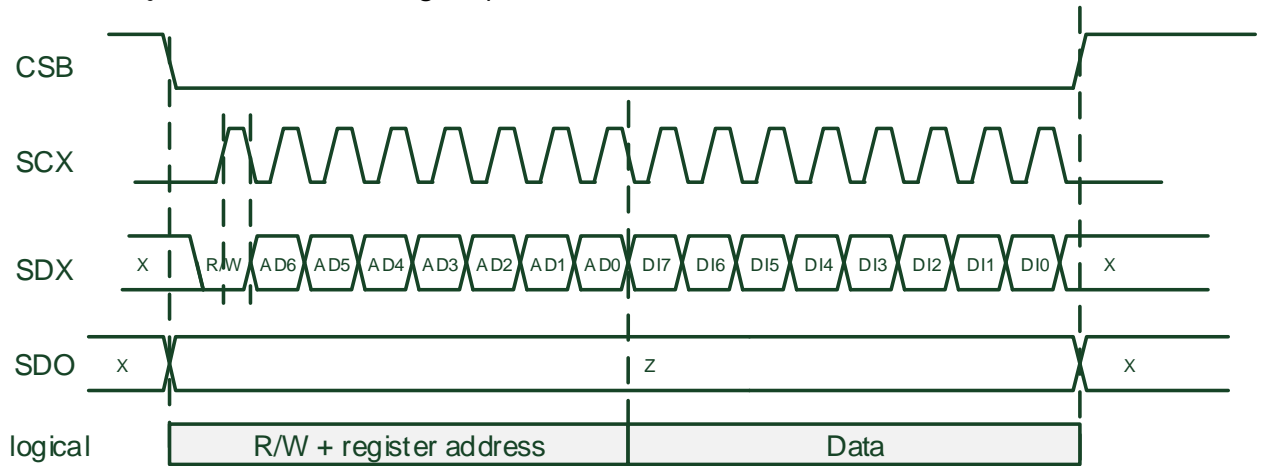 CSB
SCX
SDX X R/W AD6 AD5 AD4 AD3 AD2 AD1 AD0 DI7 DI6 DI5 DI4 DI3 DI2 DI1 DI0 X
SDO X Z X
logical R/W + register address Data